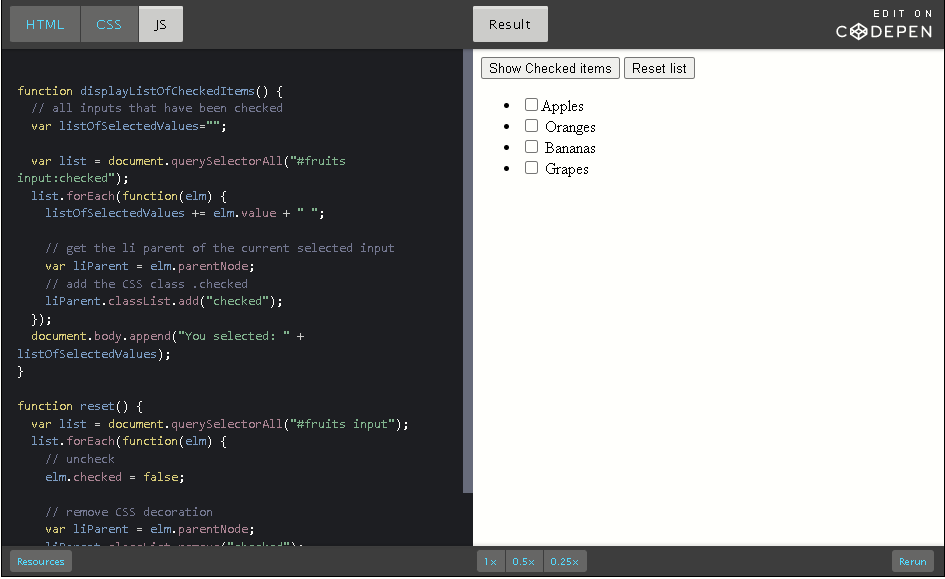 HTML CSS JS
Result
EDIT ON
CODEPEN
function displayListOfCheckedItems() {
// all inputs that have been checked
var listOfSelectedValues="";
var list = document.querySelectorAll("#fruits
input:checked");
list.forEach(function(elm) {
listOfSelectedValues += elm.value + " ";
// get the li parent of the current selected input
var liParent = elm.parentNode;
// add the CSS class .checked
liParent.classList.add("checked");
});
document.body.append("You selected: " +
listOfSelectedValues);
}
function reset() {
var list = document.querySelectorAll("#fruits input");
list.forEach(function(elm) {
// uncheck
elm.checked = false;
// remove CSS decoration
var liParent = elm.parentNode;
liParent.classList.remove("checked");
Show Checked items Reset list
Apples
Oranges
Bananas
Grapes
Resources
1× 0.5× 0.25×
Rerun